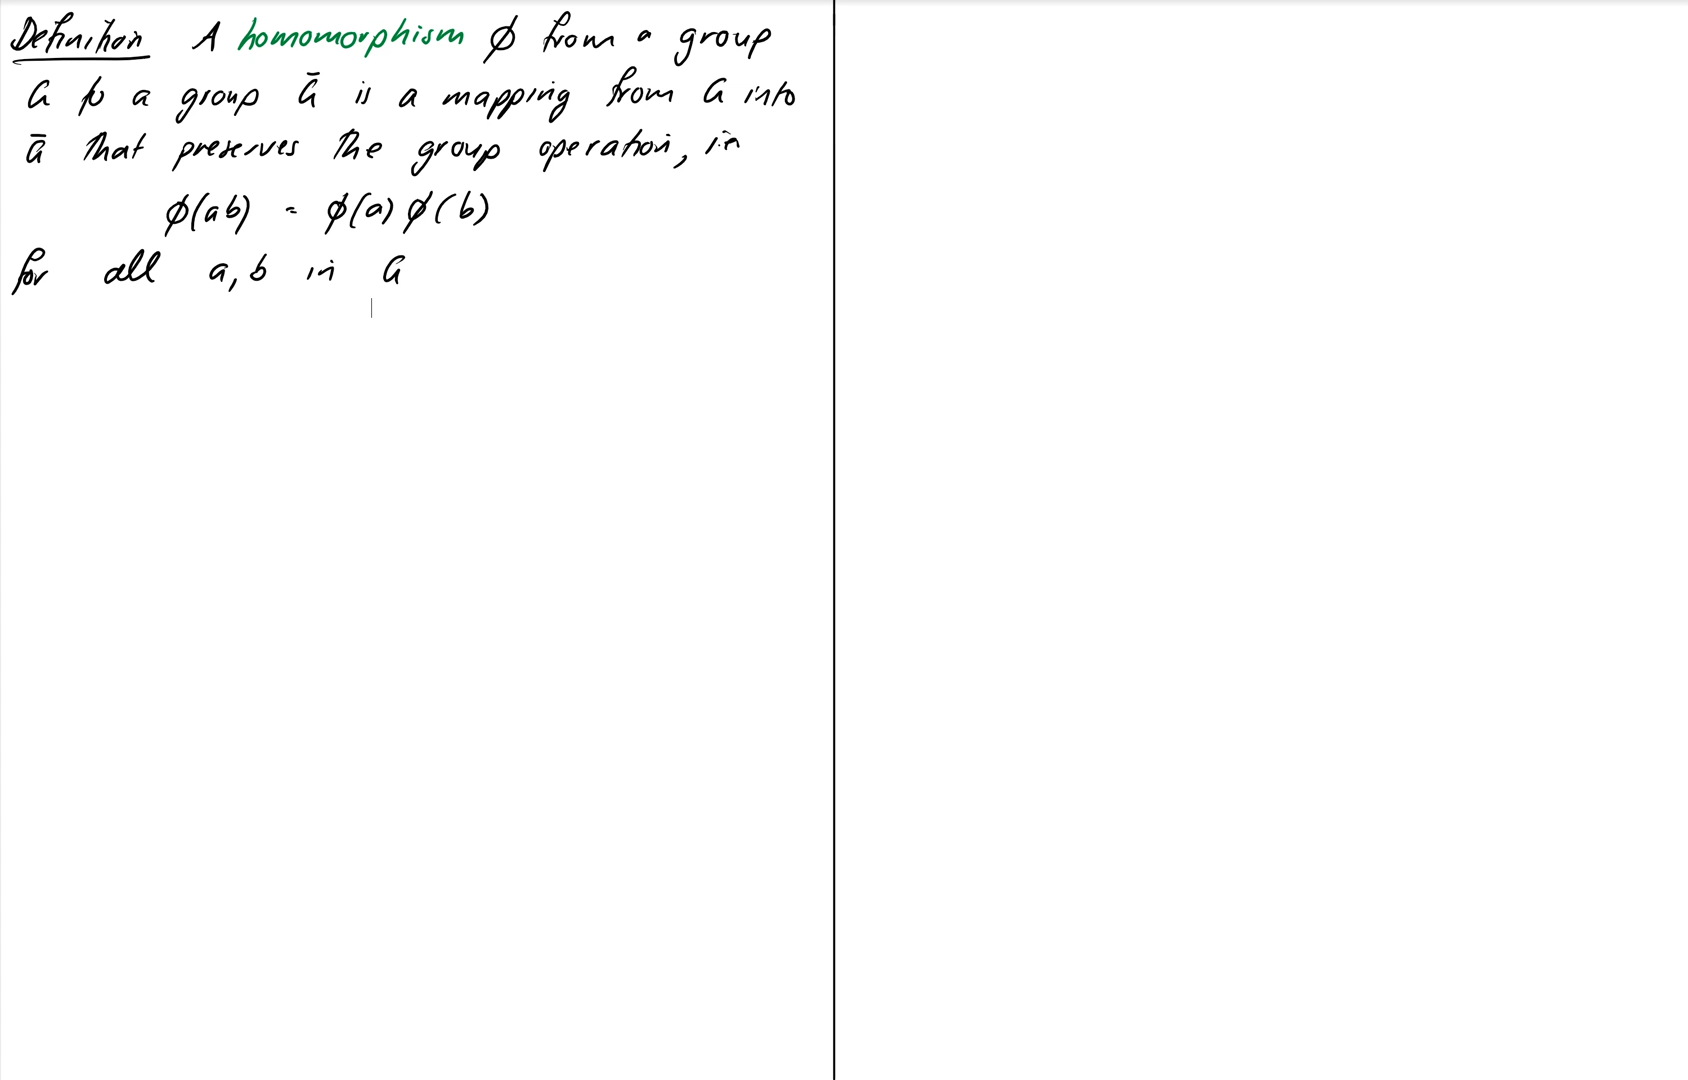 Definition A homomorphism ϕ from a group
G to a group G̅ is a mapping from G into
G̅ that preserves the group operation, i.e
ϕ(ab) = ϕ(a) ϕ(b)
for all a, b in G